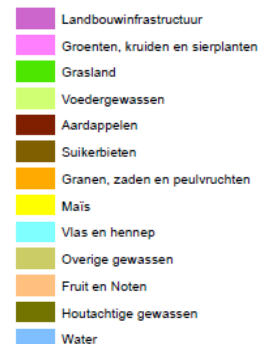 Landbouwinfrastructuur
Groenten, kruiden en sierplanten
Grasland
Voedergewassen
Aardappelen
Suikerbieten
Granen, zaden en peulvruchten
Maïs
Vlas en hennep
Overige gewassen
Fruit en Noten
Houtachtige gewassen
Water